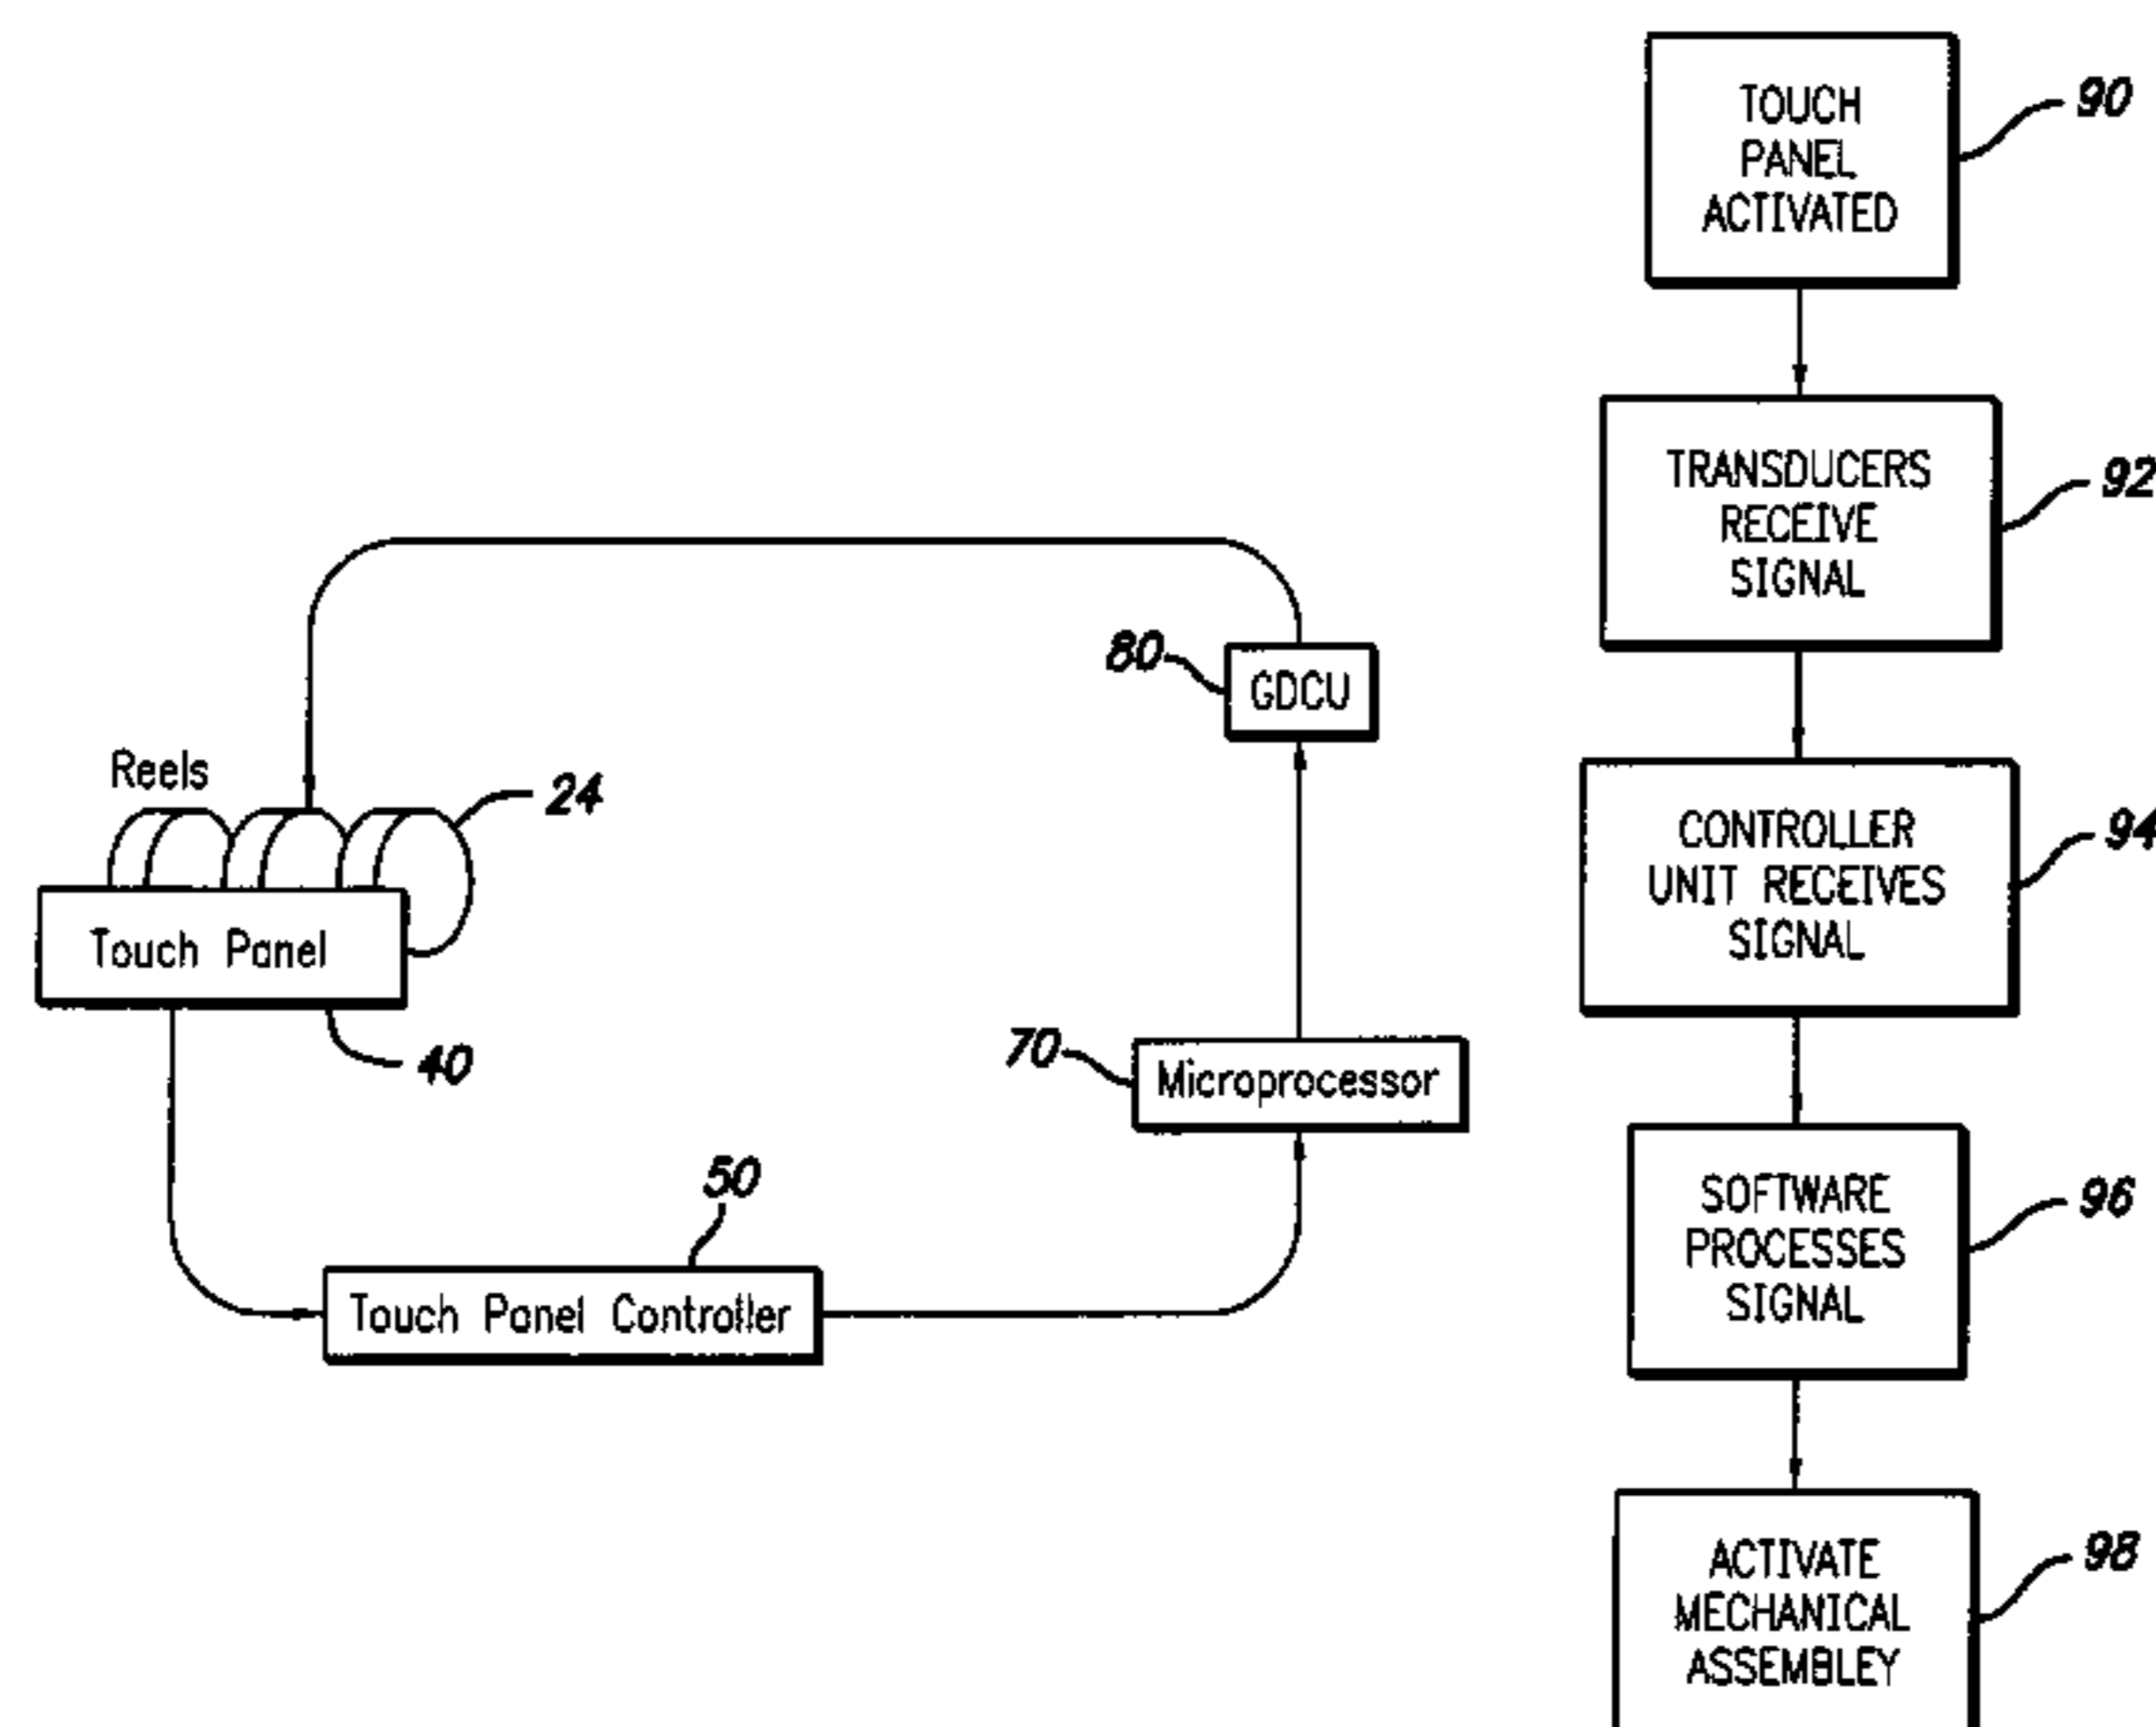 Reels
24
Touch Panel
40
50
Touch Panel Controller
70
Microprocessor
80
GDCU
TOUCH
PANEL
ACTIVATED
90
TRANSDUCERS
RECEIVE
SIGNAL
92
CONTROLLER
UNIT RECEIVES
SIGNAL
94
SOFTWARE
PROCESSES
SIGNAL
96
ACTIVATE
MECHANICAL
ASSEMBLEY
98